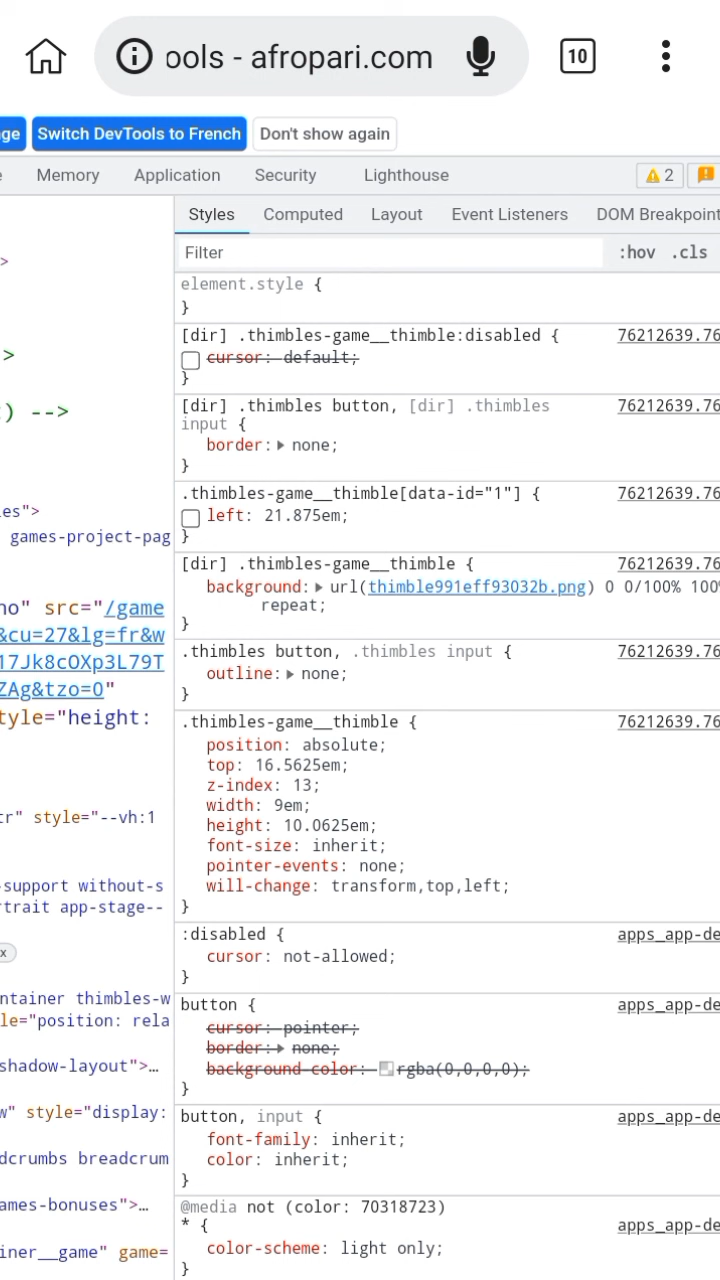 ools - afropari.com
10
ge Switch DevTools to French Don't show again
Memory Application Security Lighthouse 2
Styles Computed Layout Event Listeners DOM Breakpoint
Filter :hov .cls
>
>
:) -->
es">
games-project-pag
no" src="/game
&cu=27&lg=fr&w
17Jk8cOXp3L79T
ZAg&tzo=0"
tyle="height:
tr" style="--vh:1
-support without-s
rtrait app-stage--
x
ntainer thimbles-w
le="position: rela
shadow-layout">…
w" style="display:
dcrumbs breadcrum
ames-bonuses">…
iner__game" game=
element.style {
}
[dir] .thimbles-game__thimble:disabled { 76212639.76
cursor: default;
}
[dir] .thimbles button, [dir] .thimbles 76212639.76
input {
border: none;
}
.thimbles-game__thimble[data-id="1"] { 76212639.76
left: 21.875em;
}
[dir] .thimbles-game__thimble { 76212639.76
background: url(thimble991eff93032b.png) 0 0/100% 100
repeat;
}
.thimbles button, .thimbles input { 76212639.76
outline: none;
}
.thimbles-game__thimble { 76212639.76
position: absolute;
top: 16.5625em;
z-index: 13;
width: 9em;
height: 10.0625em;
font-size: inherit;
pointer-events: none;
will-change: transform,top,left;
}
:disabled { apps_app-de
cursor: not-allowed;
}
button { apps_app-de
cursor: pointer;
border: none;
background-color: rgba(0,0,0,0);
}
button, input { apps_app-de
font-family: inherit;
color: inherit;
}
@media not (color: 70318723)
* { apps_app-de
color-scheme: light only;
}